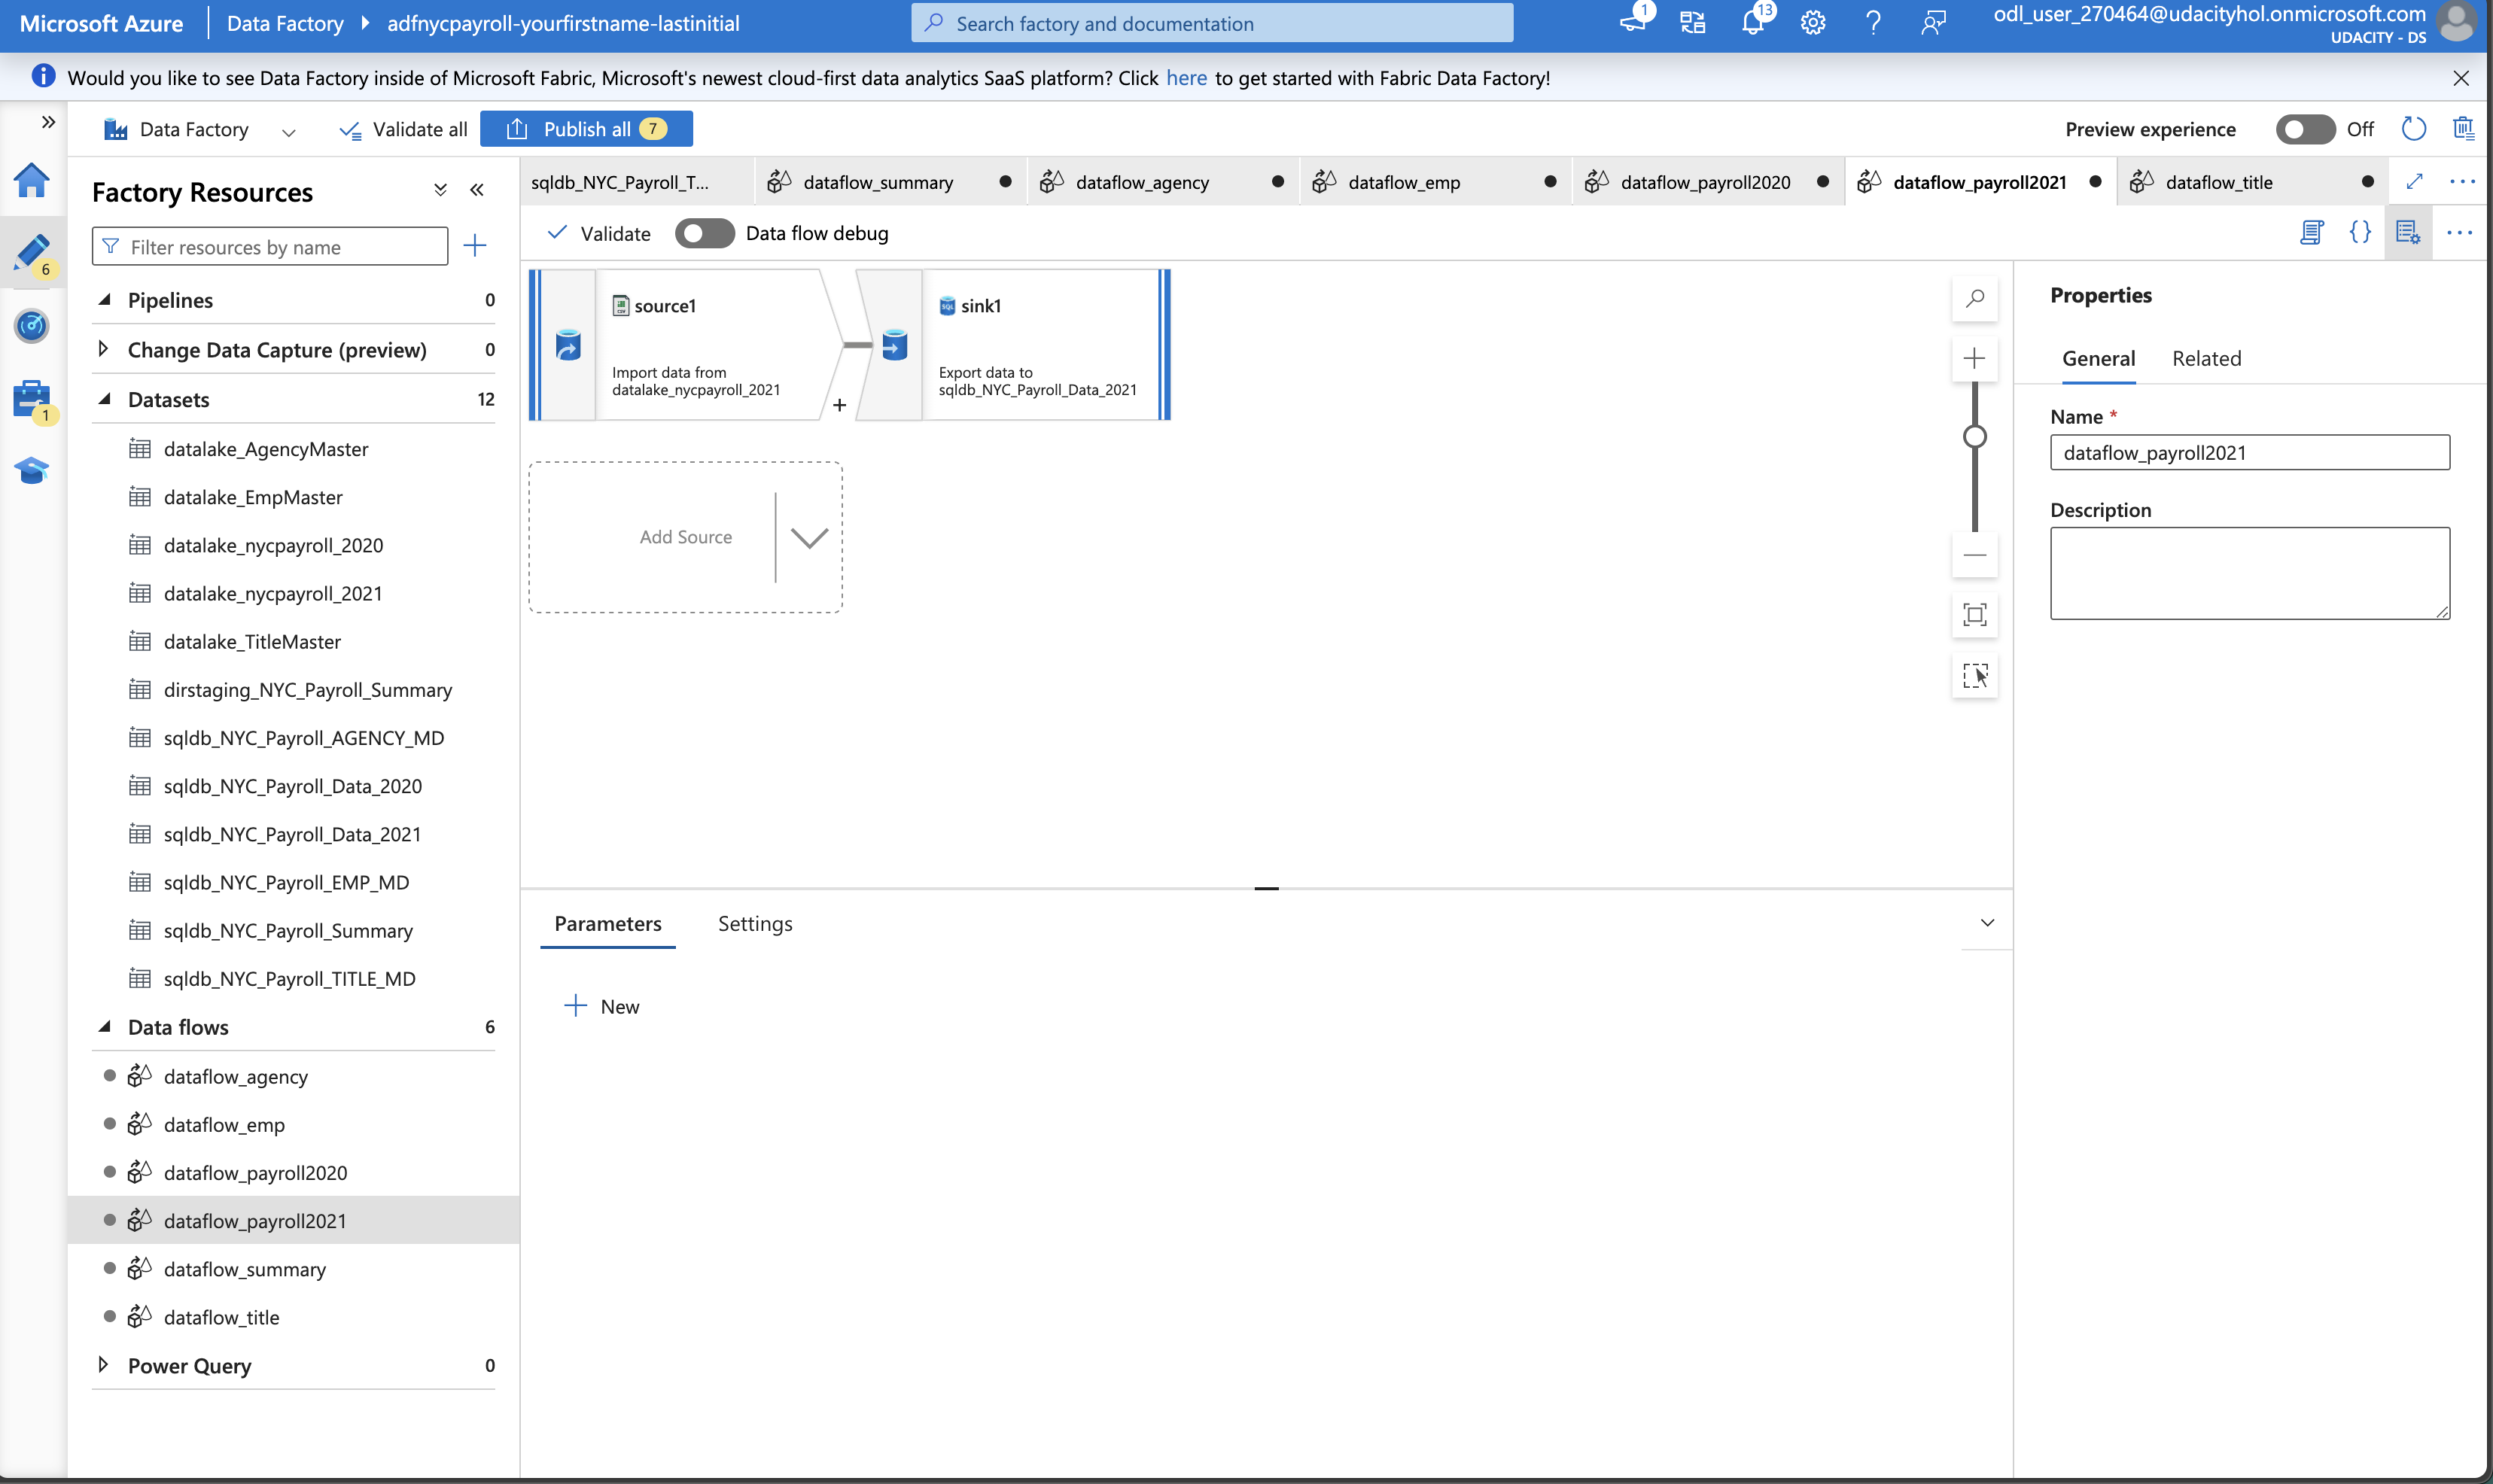 Microsoft Azure
Data Factory
adfnycpayroll-yourfirstname-lastinitial
Search factory and documentation
1
13
odl_user_270464@udacityhol.onmicrosoft.com
UDACITY - DS
Would you like to see Data Factory inside of Microsoft Fabric, Microsoft's newest cloud-first data analytics SaaS platform? Click here to get started with Fabric Data Factory!
Data Factory
Validate all
Publish all 7
Preview experience
Off
6
1
Factory Resources
Filter resources by name
Pipelines 0
Change Data Capture (preview) 0
Datasets 12
datalake_AgencyMaster
datalake_EmpMaster
datalake_nycpayroll_2020
datalake_nycpayroll_2021
datalake_TitleMaster
dirstaging_NYC_Payroll_Summary
sqldb_NYC_Payroll_AGENCY_MD
sqldb_NYC_Payroll_Data_2020
sqldb_NYC_Payroll_Data_2021
sqldb_NYC_Payroll_EMP_MD
sqldb_NYC_Payroll_Summary
sqldb_NYC_Payroll_TITLE_MD
Data flows 6
dataflow_agency
dataflow_emp
dataflow_payroll2020
dataflow_payroll2021
dataflow_summary
dataflow_title
Power Query 0
sqldb_NYC_Payroll_T...
dataflow_summary
dataflow_agency
dataflow_emp
dataflow_payroll2020
dataflow_payroll2021
dataflow_title
Validate
Data flow debug
source1
Import data from
datalake_nycpayroll_2021
sink1
Export data to
sqldb_NYC_Payroll_Data_2021
Add Source
Parameters
Settings
New
Properties
General
Related
Name *
dataflow_payroll2021
Description